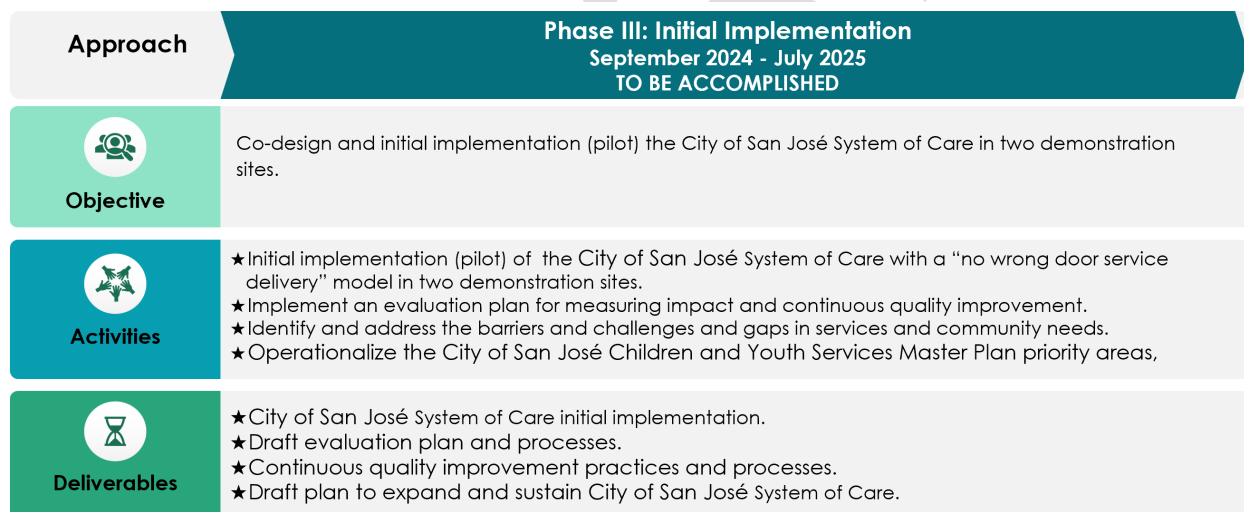 Approach
Phase III: Initial Implementation
September 2024 - July 2025
TO BE ACCOMPLISHED
Objective
Co-design and initial implementation (pilot) the City of San José System of Care in two demonstration
sites.
Activities
★Initial implementation (pilot) of  the City of San José System of Care with a “no wrong door service
delivery” model in two demonstration sites.
★Implement an evaluation plan for measuring impact and continuous quality improvement.
★Identify and address the barriers and challenges and gaps in services and community needs.
★Operationalize the City of San José Children and Youth Services Master Plan priority areas,
Deliverables
★City of San José System of Care initial implementation.
★Draft evaluation plan and processes.
★Continuous quality improvement practices and processes.
★Draft plan to expand and sustain City of San José System of Care.